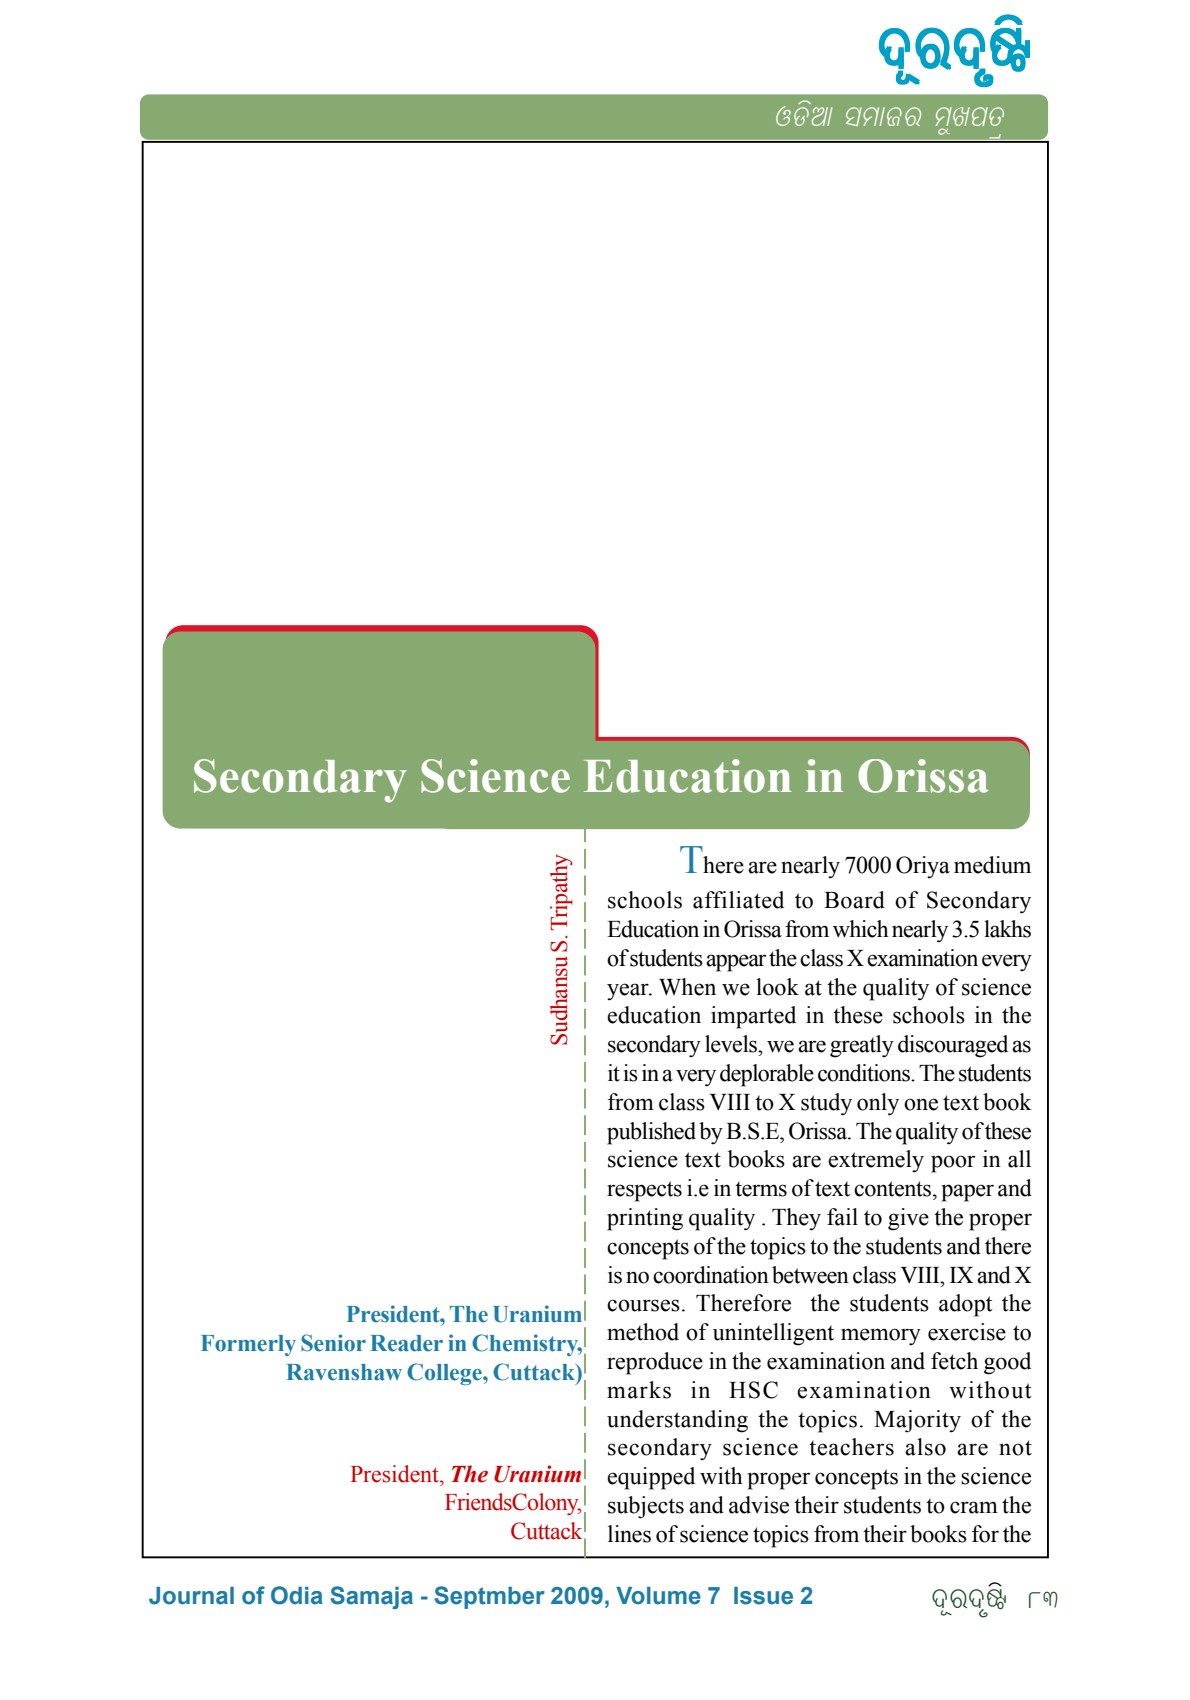 ଦୂରଦୃଷ୍ଟି
ଓଡିଆ ସମାଜର ମୁଖପତ୍ର
Secondary Science Education in Orissa
Sudhansu S. Tripathy
President, The Uranium
Formerly Senior Reader in Chemistry,
Ravenshaw College, Cuttack)
President, The Uranium
FriendsColony,
Cuttack
There are nearly 7000 Oriya medium
schools affiliated to Board of Secondary
Education in Orissa from which nearly 3.5 lakhs
of students appear the class X examination every
year. When we look at the quality of science
education imparted in these schools in the
secondary levels, we are greatly discouraged as
it is in a very deplorable conditions. The students
from class VIII to X study only one text book
published by B.S.E, Orissa. The quality of these
science text books are extremely poor in all
respects i.e in terms of text contents, paper and
printing quality . They fail to give the proper
concepts of the topics to the students and there
is no coordination between class VIII, IX and X
courses. Therefore the students adopt the
method of unintelligent memory exercise to
reproduce in the examination and fetch good
marks in HSC examination without
understanding the topics. Majority of the
secondary science teachers also are not
equipped with proper concepts in the science
subjects and advise their students to cram the
lines of science topics from their books for the
Journal of Odia Samaja - Septmber 2009, Volume 7 Issue 2
ଦୂରଦୃଷ୍ଟି ୮୩